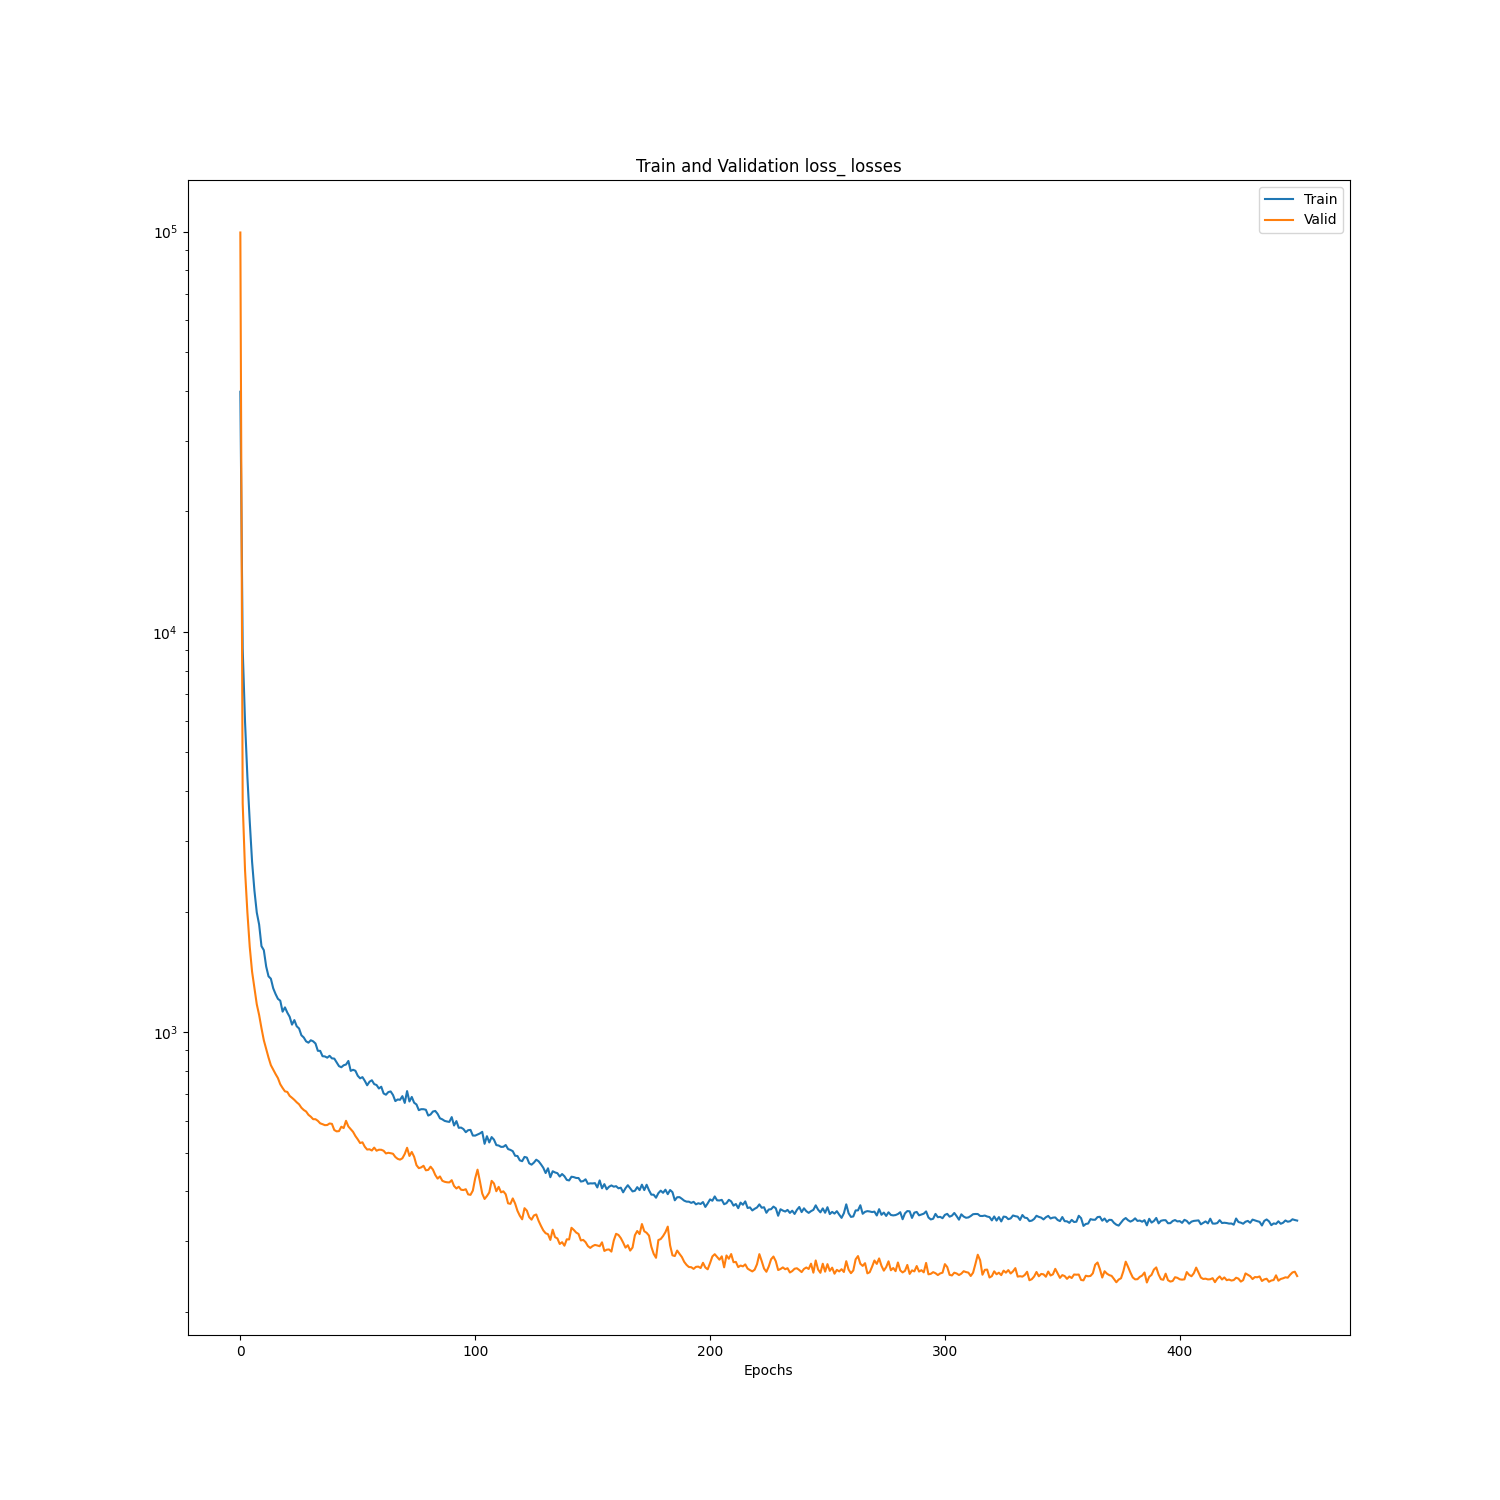 Train and Validation loss_ losses
Train
Valid
10^5
10^4
10^3
0 100 200 300 400
Epochs